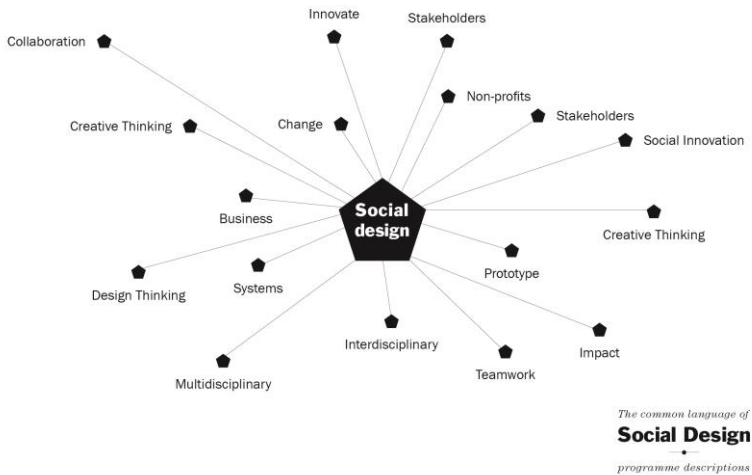 Innovate
Stakeholders
Collaboration
Non-profits
Stakeholders
Change
Creative Thinking
Social Innovation
Social
design
Business
Creative Thinking
Prototype
Systems
Design Thinking
Interdisciplinary
Impact
Teamwork
Multidisciplinary
The common language of
Social Design
programme descriptions